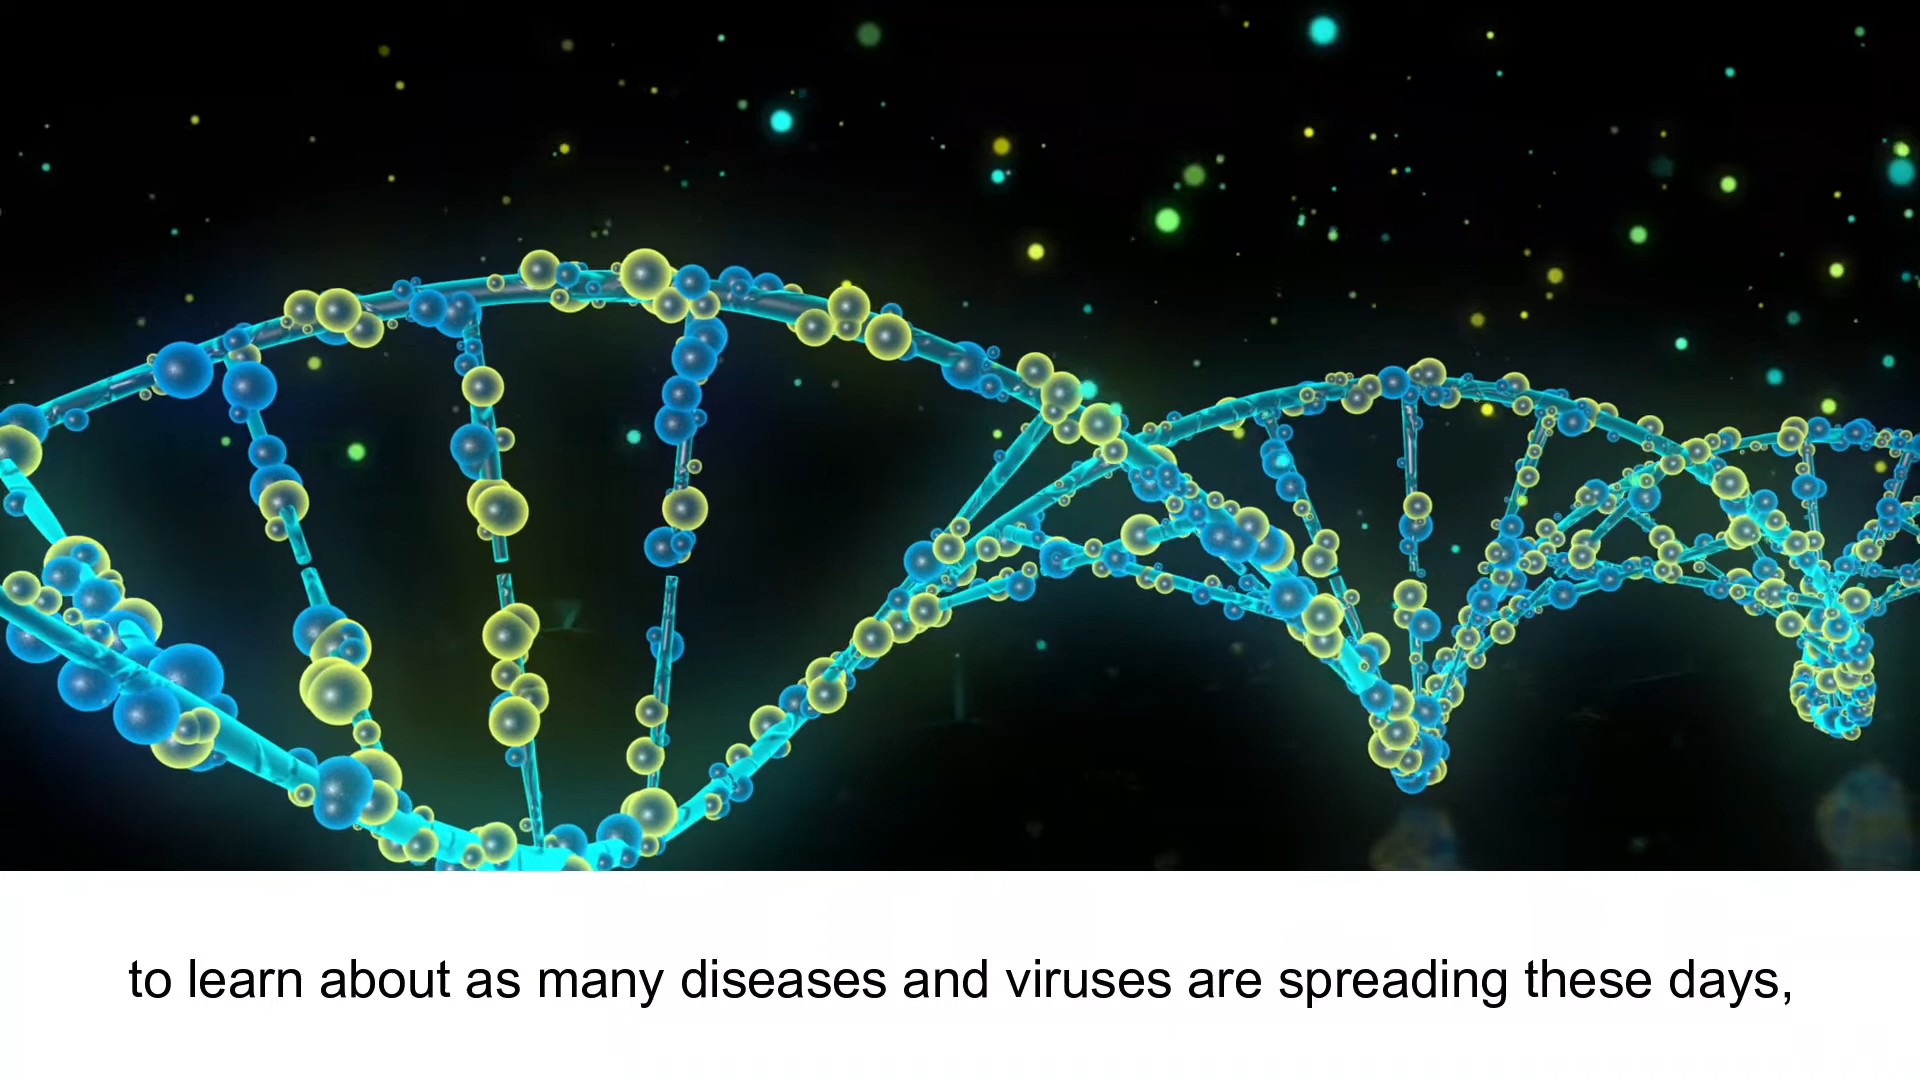 to learn about as many diseases and viruses are spreading these days,